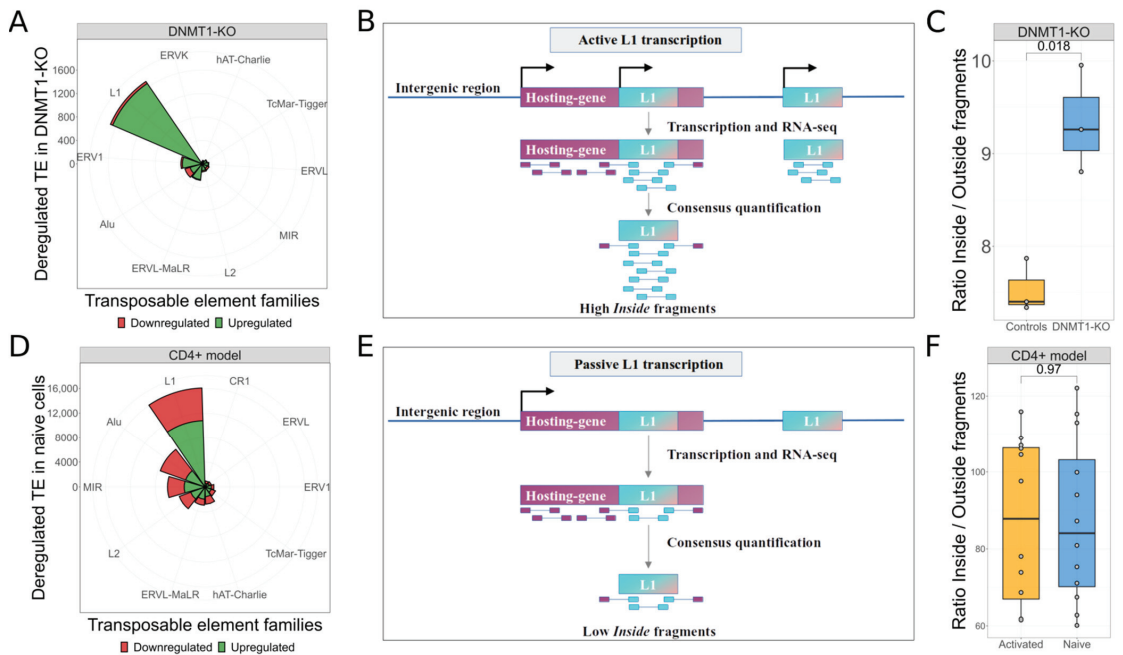 A
DNMT1-KO
Deregulated TE in DNMT1-KO
1600
1200
800
400
0
ERVK
hAT-Charlie
L1
TcMar-Tigger
ERV1
ERVL
Alu
MIR
ERVL-MaLR
L2
Transposable element families
Downregulated
Upregulated
B
Active L1 transcription
Intergenic region
Hosting-gene
L1
L1
Transcription and RNA-seq
Hosting-gene
L1
L1
Consensus quantification
L1
High Inside fragments
C
DNMT1-KO
0.018
Ratio Inside / Outside fragments
10
9
8
Controls
DNMT1-KO
D
CD4+ model
Deregulated TE in naive cells
16,000
12,000
8000
4000
0
L1
CR1
Alu
ERVL
MIR
ERV1
L2
TcMar-Tigger
ERVL-MaLR
hAT-Charlie
Transposable element families
Downregulated
Upregulated
E
Passive L1 transcription
Intergenic region
Hosting-gene
L1
L1
Transcription and RNA-seq
Hosting-gene
L1
Consensus quantification
L1
Low Inside fragments
F
CD4+ model
0.97
Ratio Inside / Outside fragments
120
100
80
60
Activated
Naive